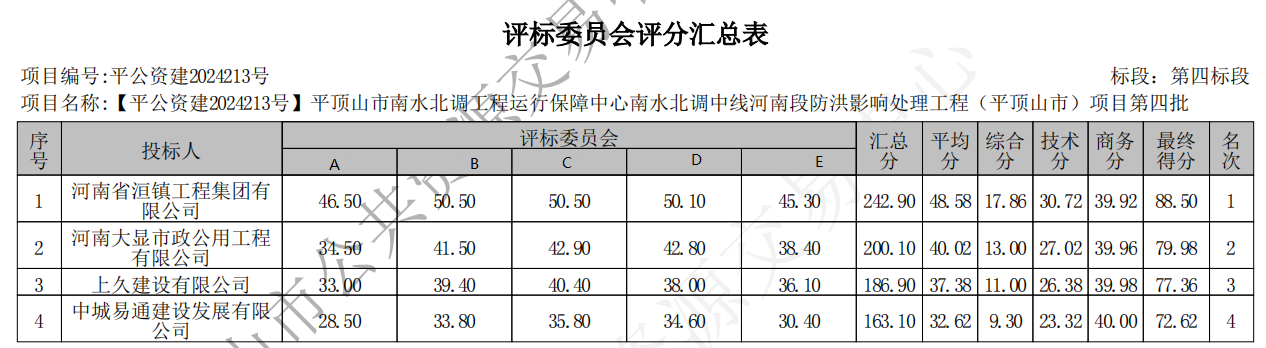 评标委员会评分汇总表
项目编号:平公资建2024213号 标段：第四标段
项目名称:【平公资建2024213号】平顶山市南水北调工程运行保障中心南水北调中线河南段防洪影响处理工程（平顶山市）项目第四批
序号 投标人 评标委员会 汇总分 平均分 综合分 技术分 商务分 最终得分 名次
A B C D E
1 河南省洹镇工程集团有限公司 46.50 50.50 50.50 50.10 45.30 242.90 48.58 17.86 30.72 39.92 88.50 1
2 河南大显市政公用工程有限公司 34.50 41.50 42.90 42.80 38.40 200.10 40.02 13.00 27.02 39.96 79.98 2
3 上久建设有限公司 33.00 39.40 40.40 38.00 36.10 186.90 37.38 11.00 26.38 39.98 77.36 3
4 中城易通建设发展有限公司 28.50 33.80 35.80 34.60 30.40 163.10 32.62 9.30 23.32 40.00 72.62 4